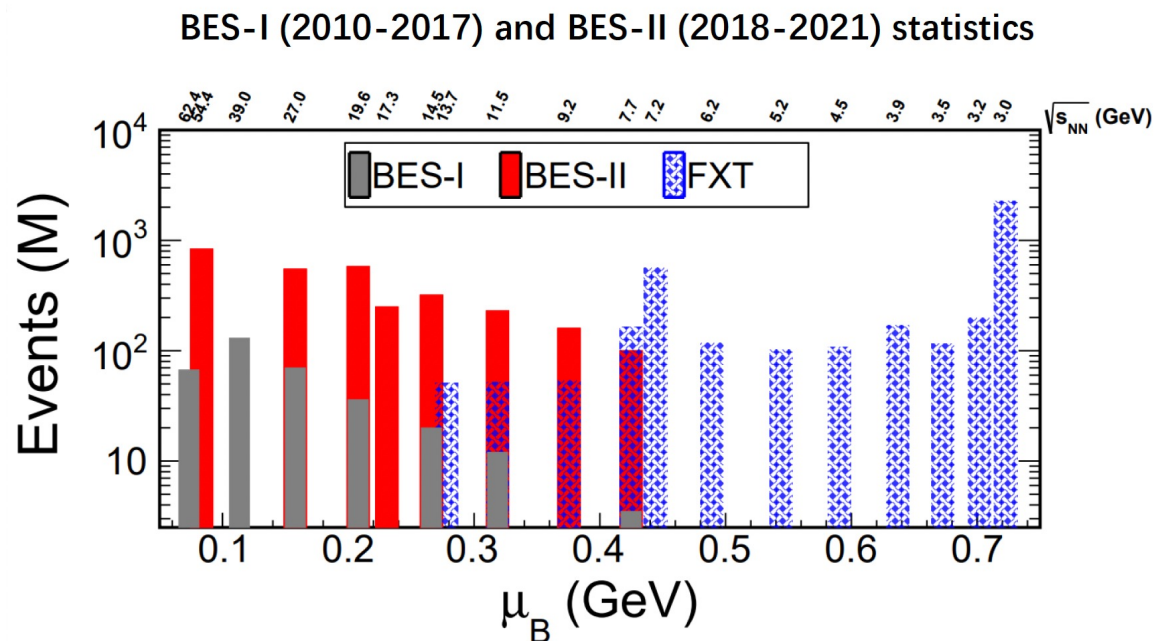 BES-I (2010-2017) and BES-II (2018-2021) statistics
62.4 54.4 39.0 27.0 19.6 17.3 14.5 13.7 11.5 9.2 7.7 7.2 6.2 5.2 4.5 3.9 3.5 3.2 3.0 √sNN (GeV)
BES-I BES-II FXT
Events (M)
10⁴
10³
10²
10
0.1 0.2 0.3 0.4 0.5 0.6 0.7
μB (GeV)